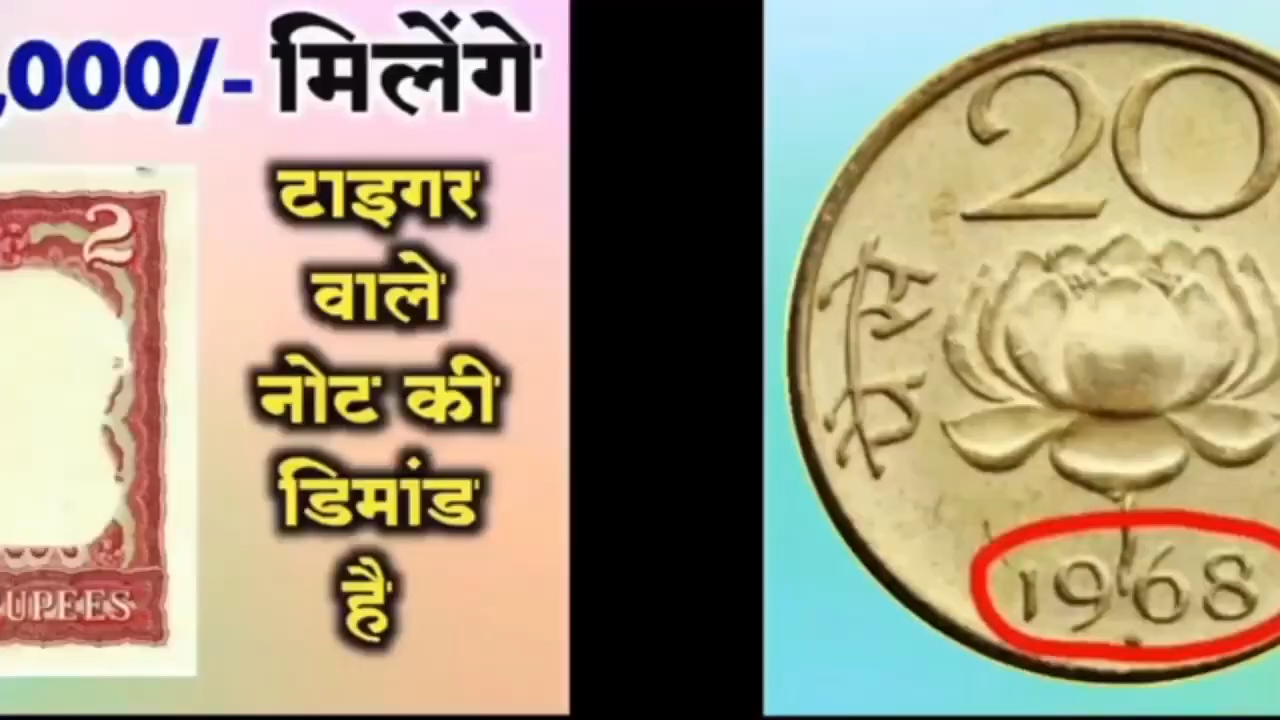 ,000/- मिलेंगे
टाइगर
वाले
नोट की
डिमांड
है
2
UPEES
20
पैसे
1968